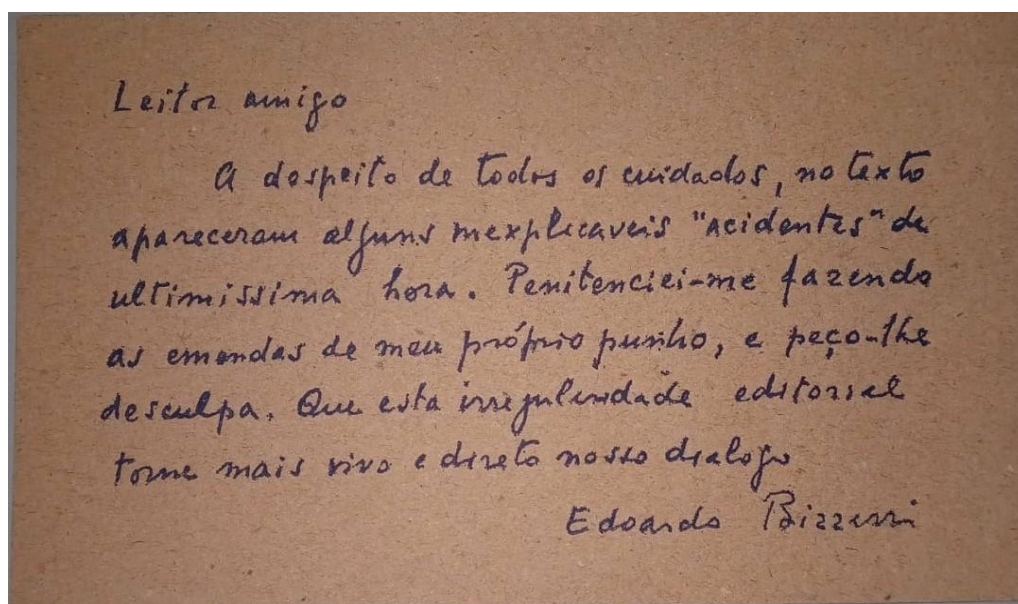 Leitor amigo
A despeito de todos os cuidados, no texto
apareceram alguns inexplicaveis "acidentes" de
ultimissima hora. Penitenciei-me fazendo
as emendas de meu próprio punho, e peço-lhe
desculpa. Que esta irregularidade editorial
torne mais vivo e direto nosso dialogo
Edoardo Bizzarri